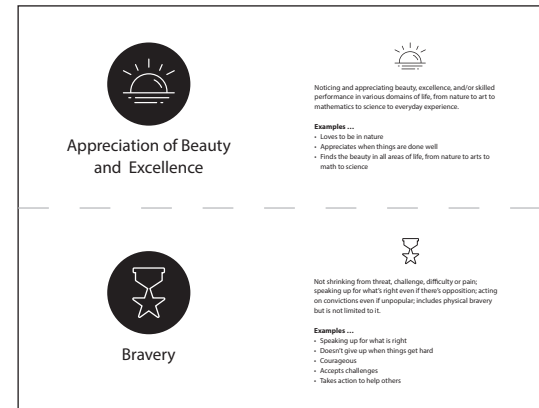 Appreciation of Beauty
and Excellence
Noticing and appreciating beauty, excellence, and/or skilled
performance in various domains of life, from nature to art to
mathematics to science to everyday experience.
Examples ...
• Loves to be in nature
• Appreciates when things are done well
• Finds the beauty in all areas of life, from nature to arts to
math to science
Bravery
Not shrinking from threat, challenge, difficulty or pain;
speaking up for what's right even if there's opposition; acting
on convictions even if unpopular; includes physical bravery
but is not limited to it.
Examples ...
• Speaking up for what is right
• Doesn't give up when things get hard
• Courageous
• Accepts challenges
• Takes action to help others